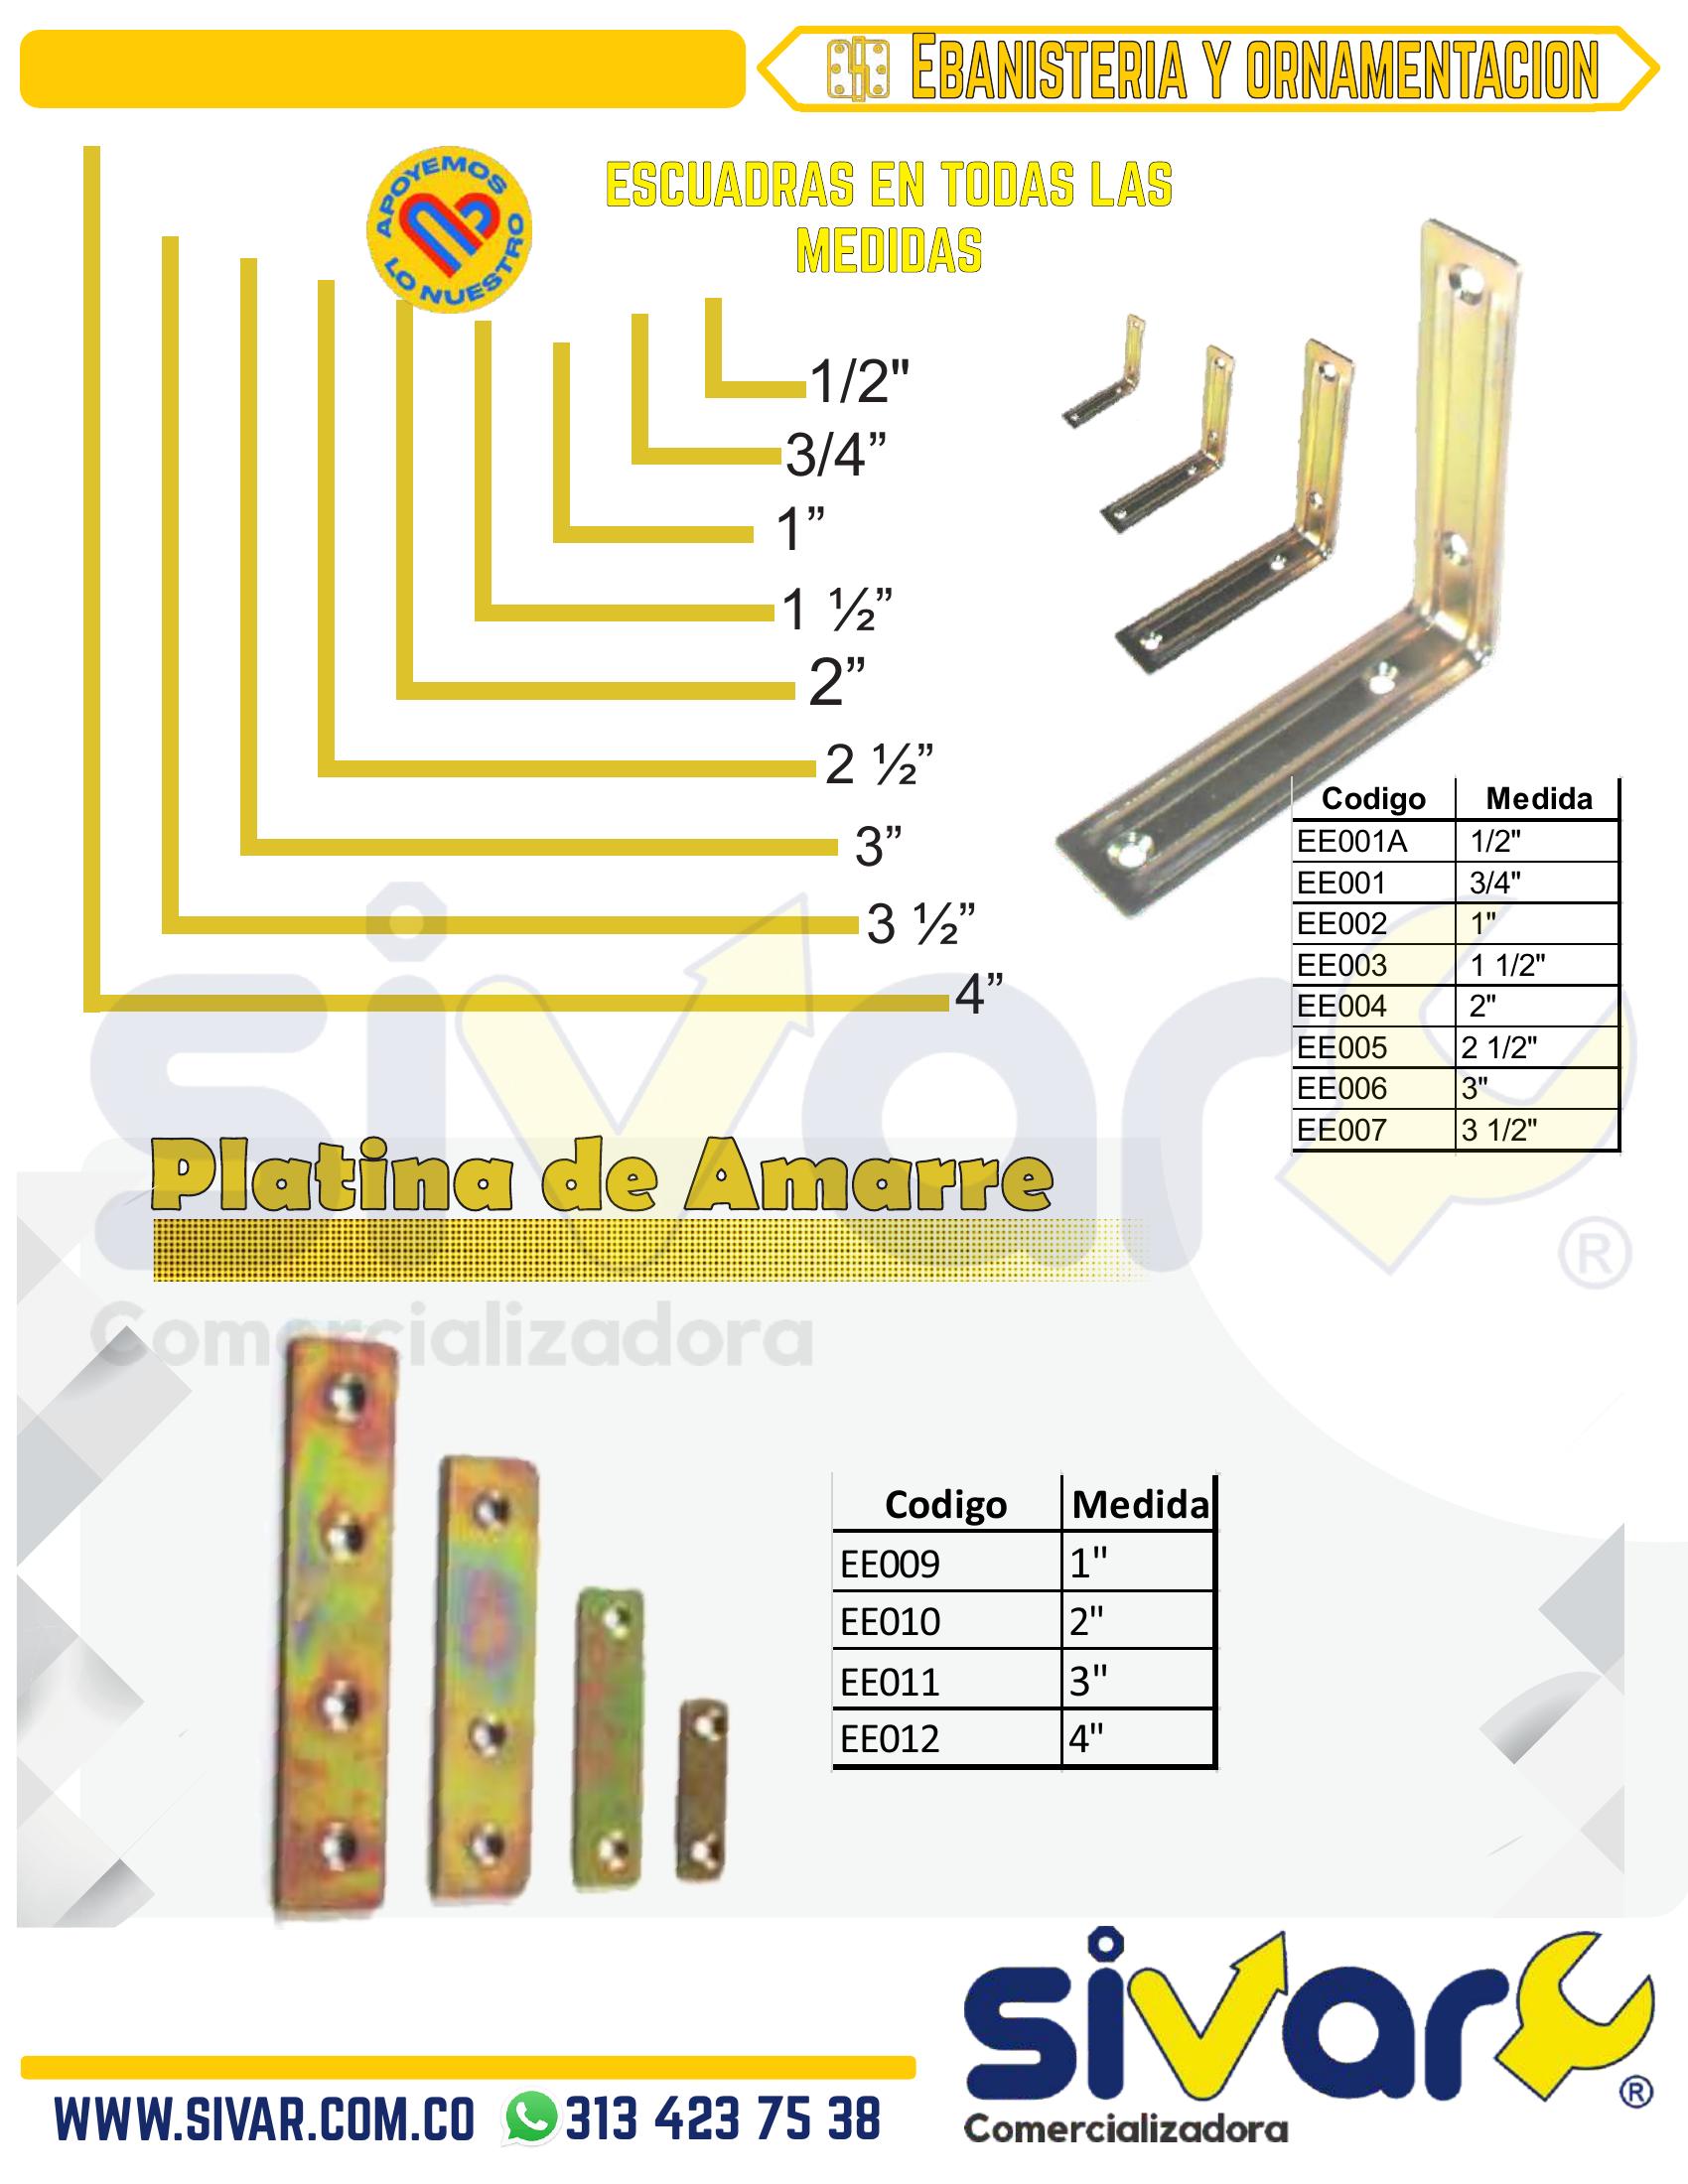 EBANISTERIA Y ORNAMENTACION
APOYEMOS
LO NUESTRO
ESCUADRAS EN TODAS LAS
MEDIDAS
1/2"
3/4”
1”
1 ½”
2”
2 ½”
3”
3 ½”
4”
Codigo Medida
EE001A 1/2"
EE001 3/4"
EE002 1"
EE003 1 1/2"
EE004 2"
EE005 2 1/2"
EE006 3"
EE007 3 1/2"
sivar
®
Comercializadora
Platina de Amarre
Codigo Medida
EE009 1"
EE010 2"
EE011 3"
EE012 4"
sivar
®
Comercializadora
WWW.SIVAR.COM.CO 313 423 75 38